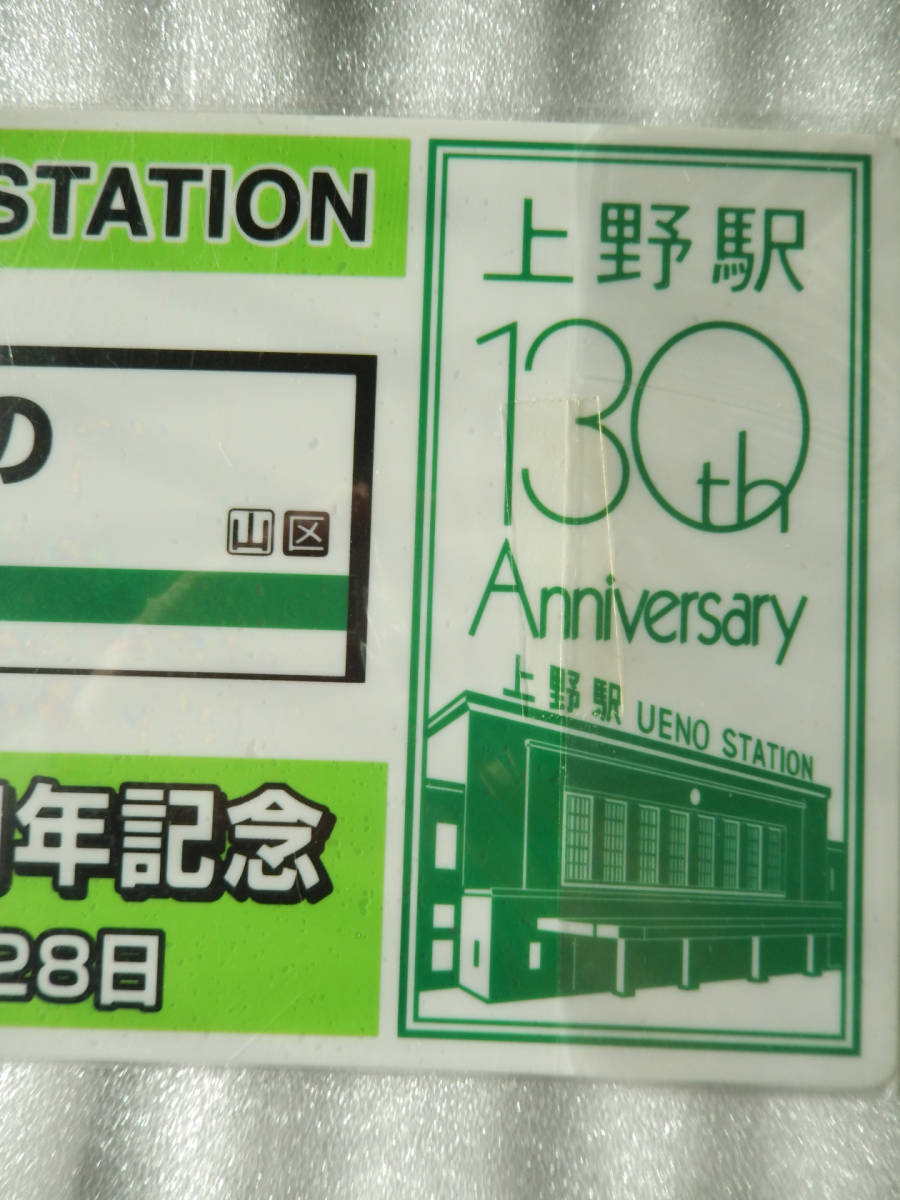 STATION
の
山 区
年記念
28日
上野駅
130th
Anniversary
上野駅 UENO STATION